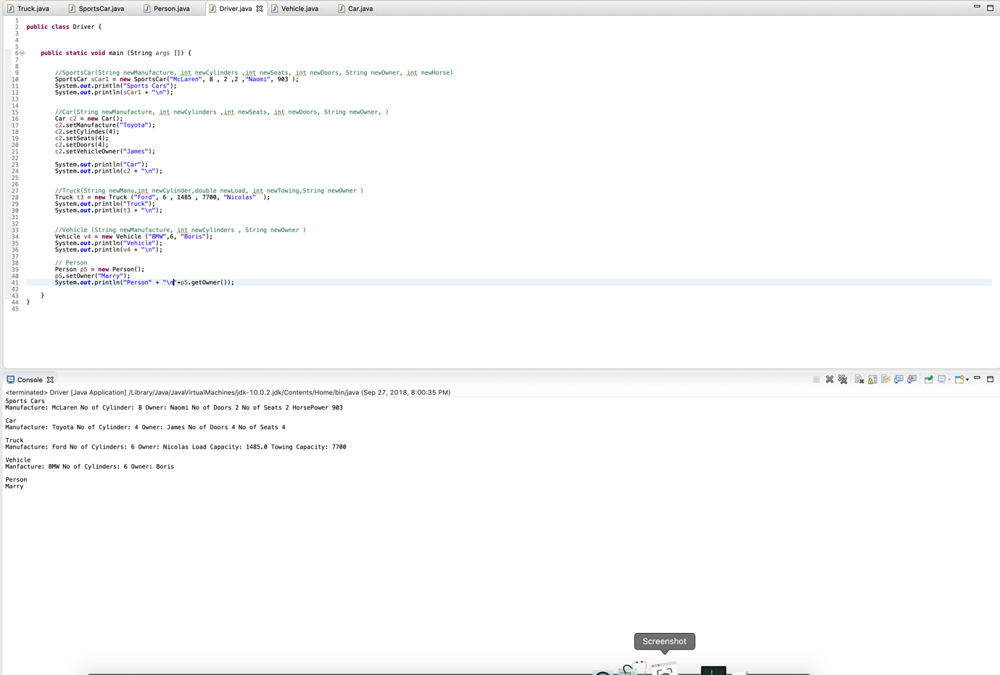 Truck.java SportsCar.java Person.java Driver.java Vehicle.java Car.java
1
2 public class Driver {
3
4
5
6 public static void main (String args []) {
7
8
9 //SportsCar(String newManufacture, int newCylinders ,int newSeats, int newDoors, String newOwner, int newHorse)
10 SportsCar sCar1 = new SportsCar("McLaren", 8 , 2 ,2 ,"Naomi", 903 );
11 System.out.println("Sports Cars");
12 System.out.println(sCar1 + "\n");
13
14
15 //Car(String newManufacture, int newCylinders ,int newSeats, int newDoors, String newOwner, )
16 Car c2 = new Car();
17 c2.setManufacture("Toyota");
18 c2.setCylindes(4);
19 c2.setSeats(4);
20 c2.setDoors(4);
21 c2.setVehicleOwner("James");
22
23 System.out.println("Car");
24 System.out.println(c2 + "\n");
25
26
27 //Truck(String newManu,int newCylinder,double newLoad, int newTowing,String newOwner )
28 Truck t3 = new Truck ("Ford", 6 , 1485 , 7700, "Nicolas" );
29 System.out.println("Truck");
30 System.out.println(t3 + "\n");
31
32
33 //Vehicle (String newManufacture, int newCylinders , String newOwner )
34 Vehicle v4 = new Vehicle ("BMW",6, "Boris");
35 System.out.println("Vehicle");
36 System.out.println(v4 + "\n");
37
38 // Person
39 Person p5 = new Person();
40 p5.setOwner("Marry");
41 System.out.println("Person" + "\n"+p5.getOwner());
42
43 }
44 }
45
Console
<terminated> Driver [Java Application] /Library/Java/JavaVirtualMachines/jdk-10.0.2.jdk/Contents/Home/bin/java (Sep 27, 2018, 8:00:35 PM)
Sports Cars
Manufacture: McLaren No of Cylinder: 8 Owner: Naomi No of Doors 2 No of Seats 2 HorsePower 903
Car
Manufacture: Toyota No of Cylinder: 4 Owner: James No of Doors 4 No of Seats 4
Truck
Manufacture: Ford No of Cylinders: 6 Owner: Nicolas Load Capacity: 1485.0 Towing Capacity: 7700
Vehicle
Manfacture: BMW No of Cylinders: 6 Owner: Boris
Person
Marry
Screenshot